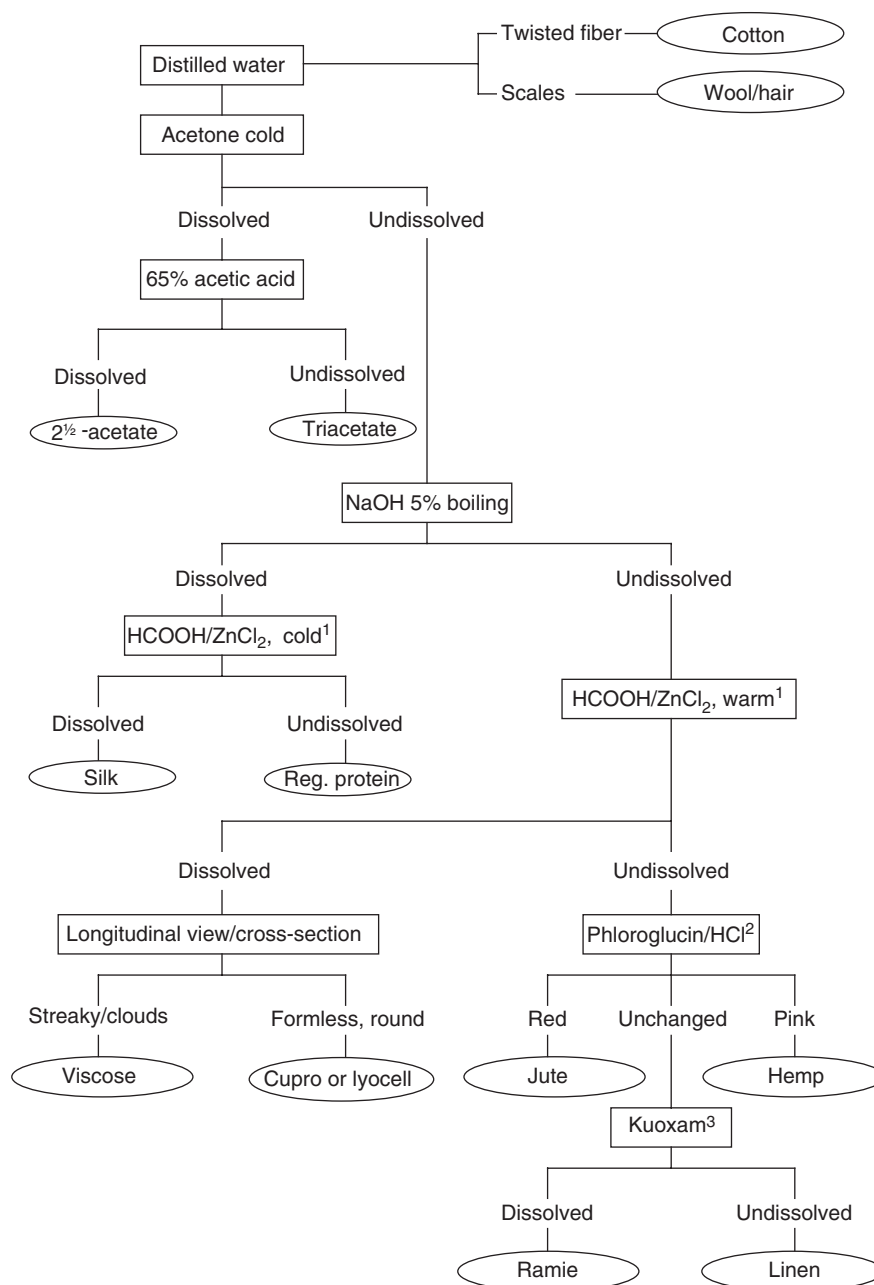 Twisted fiber
Cotton
Distilled water
Scales
Wool/hair
Acetone cold
Dissolved
Undissolved
65% acetic acid
Dissolved
Undissolved
2½ -acetate
Triacetate
NaOH 5% boiling
Dissolved
Undissolved
HCOOH/ZnCl₂, cold¹
HCOOH/ZnCl₂, warm¹
Dissolved
Undissolved
Silk
Reg. protein
Dissolved
Undissolved
Longitudinal view/cross-section
Phloroglucin/HCl²
Streaky/clouds
Formless, round
Red
Unchanged
Pink
Viscose
Cupro or lyocell
Jute
Hemp
Kuoxam³
Dissolved
Undissolved
Ramie
Linen